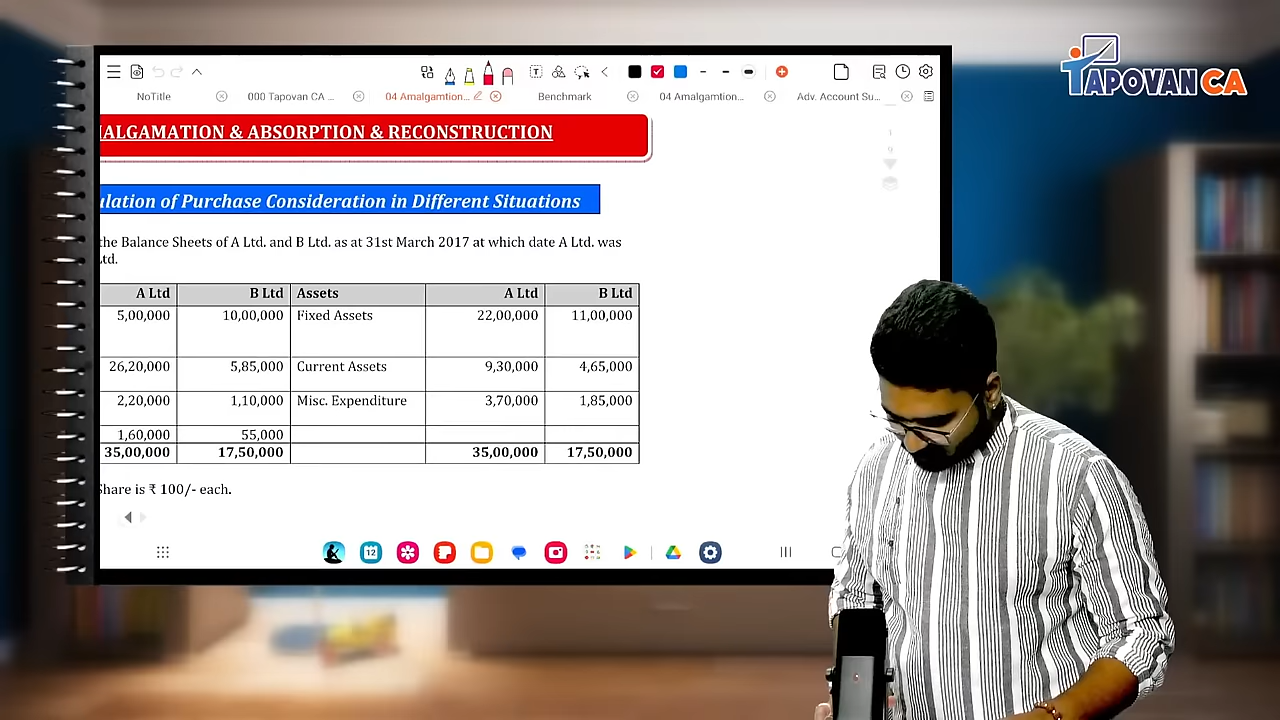 TAPOVAN CA
NoTitle
000 Tapovan CA ...
04 Amalgamtion...
Benchmark
04 Amalgamtion...
Adv. Account Su...
ALGAMATION & ABSORPTION & RECONSTRUCTION
ulation of Purchase Consideration in Different Situations
the Balance Sheets of A Ltd. and B Ltd. as at 31st March 2017 at which date A Ltd. was
Ltd.
A Ltd B Ltd Assets A Ltd B Ltd
5,00,000 10,00,000 Fixed Assets 22,00,000 11,00,000
26,20,000 5,85,000 Current Assets 9,30,000 4,65,000
2,20,000 1,10,000 Misc. Expenditure 3,70,000 1,85,000
1,60,000 55,000
35,00,000 17,50,000 35,00,000 17,50,000
Share is ₹ 100/- each.
12